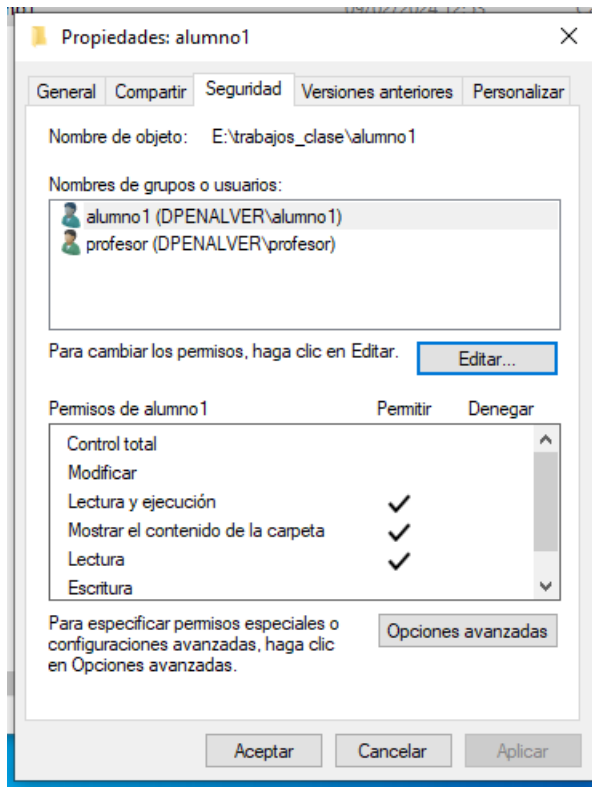 Propiedades: alumno1
General Compartir Seguridad Versiones anteriores Personalizar
Nombre de objeto: E:\trabajos_clase\alumno1
Nombres de grupos o usuarios:
alumno1 (DPENALVER\alumno1)
profesor (DPENALVER\profesor)
Para cambiar los permisos, haga clic en Editar. Editar...
Permisos de alumno1 Permitir Denegar
Control total
Modificar
Lectura y ejecución
Mostrar el contenido de la carpeta
Lectura
Escritura
Para especificar permisos especiales o
configuraciones avanzadas, haga clic
en Opciones avanzadas.
Opciones avanzadas
Aceptar Cancelar Aplicar